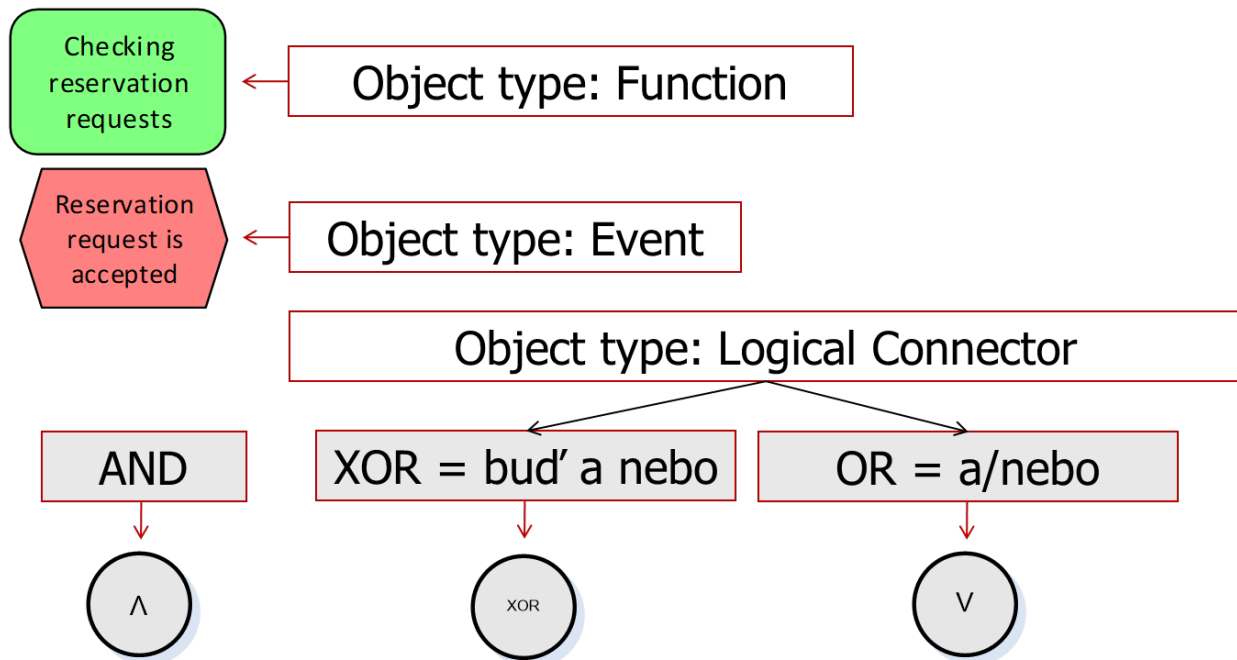 Checking
reservation
requests
Object type: Function
Reservation
request is
accepted
Object type: Event
Object type: Logical Connector
AND
XOR = bud’ a nebo
OR = a/nebo
Λ
XOR
V